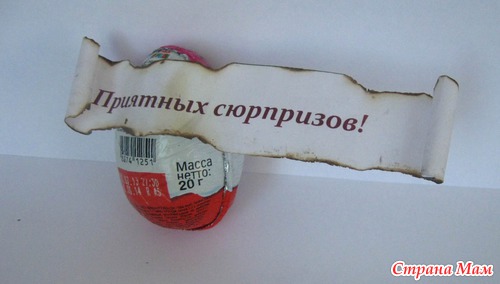 Приятных сюрпризов!
Масса
нетто:
20 г
Страна Мам